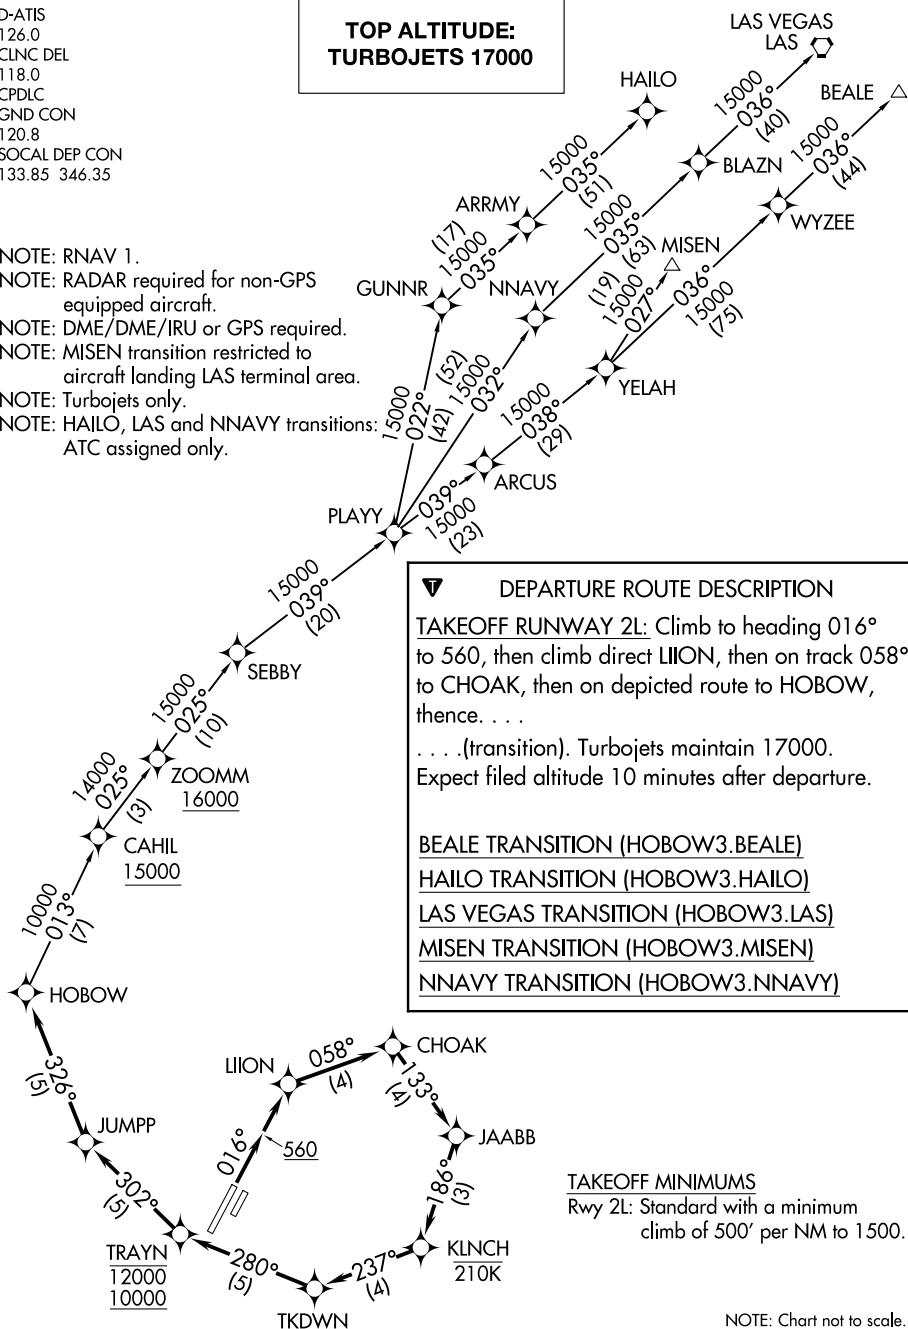 D-ATIS
126.0
CLNC DEL
118.0
CPDLC
GND CON
120.8
SOCAL DEP CON
133.85 346.35
TOP ALTITUDE:
TURBOJETS 17000
NOTE: RNAV 1.
NOTE: RADAR required for non-GPS
equipped aircraft.
NOTE: DME/DME/IRU or GPS required.
NOTE: MISEN transition restricted to
aircraft landing LAS terminal area.
NOTE: Turbojets only.
NOTE: HAILO, LAS and NNAVY transitions:
ATC assigned only.
LAS VEGAS
LAS
BEALE
HAILO
15000
036°
(40)
15000
036°
(44)
BLAZN
WYZEE
15000
035°
(51)
ARRMY
(17)
15000
035°
GUNNR
NNAVY
15000
035°
(63)
MISEN
(19)
15000
027°
036°
15000
(75)
YELAH
15000
022°
(42)
(52)
15000
032°
15000
038°
(29)
ARCUS
PLAYY
039°
15000
(23)
15000
039°
(20)
SEBBY
15000
025°
(10)
ZOOMM
16000
14000
025°
(3)
CAHIL
15000
10000
013°
(7)
HOBOW
T
DEPARTURE ROUTE DESCRIPTION
TAKEOFF RUNWAY 2L: Climb to heading 016°
to 560, then climb direct LIION, then on track 058°
to CHOAK, then on depicted route to HOBOW,
thence. . . .
. . . .(transition). Turbojets maintain 17000.
Expect filed altitude 10 minutes after departure.
BEALE TRANSITION (HOBOW3.BEALE)
HAILO TRANSITION (HOBOW3.HAILO)
LAS VEGAS TRANSITION (HOBOW3.LAS)
MISEN TRANSITION (HOBOW3.MISEN)
NNAVY TRANSITION (HOBOW3.NNAVY)
326°
(5)
JUMPP
302°
(5)
TRAYN
12000
10000
280°
(5)
TKDWN
237°
(4)
KLNCH
210K
186°
(3)
JAABB
133°
(4)
CHOAK
058°
(4)
LIION
016°
560
TAKEOFF MINIMUMS
Rwy 2L: Standard with a minimum
climb of 500' per NM to 1500.
NOTE: Chart not to scale.